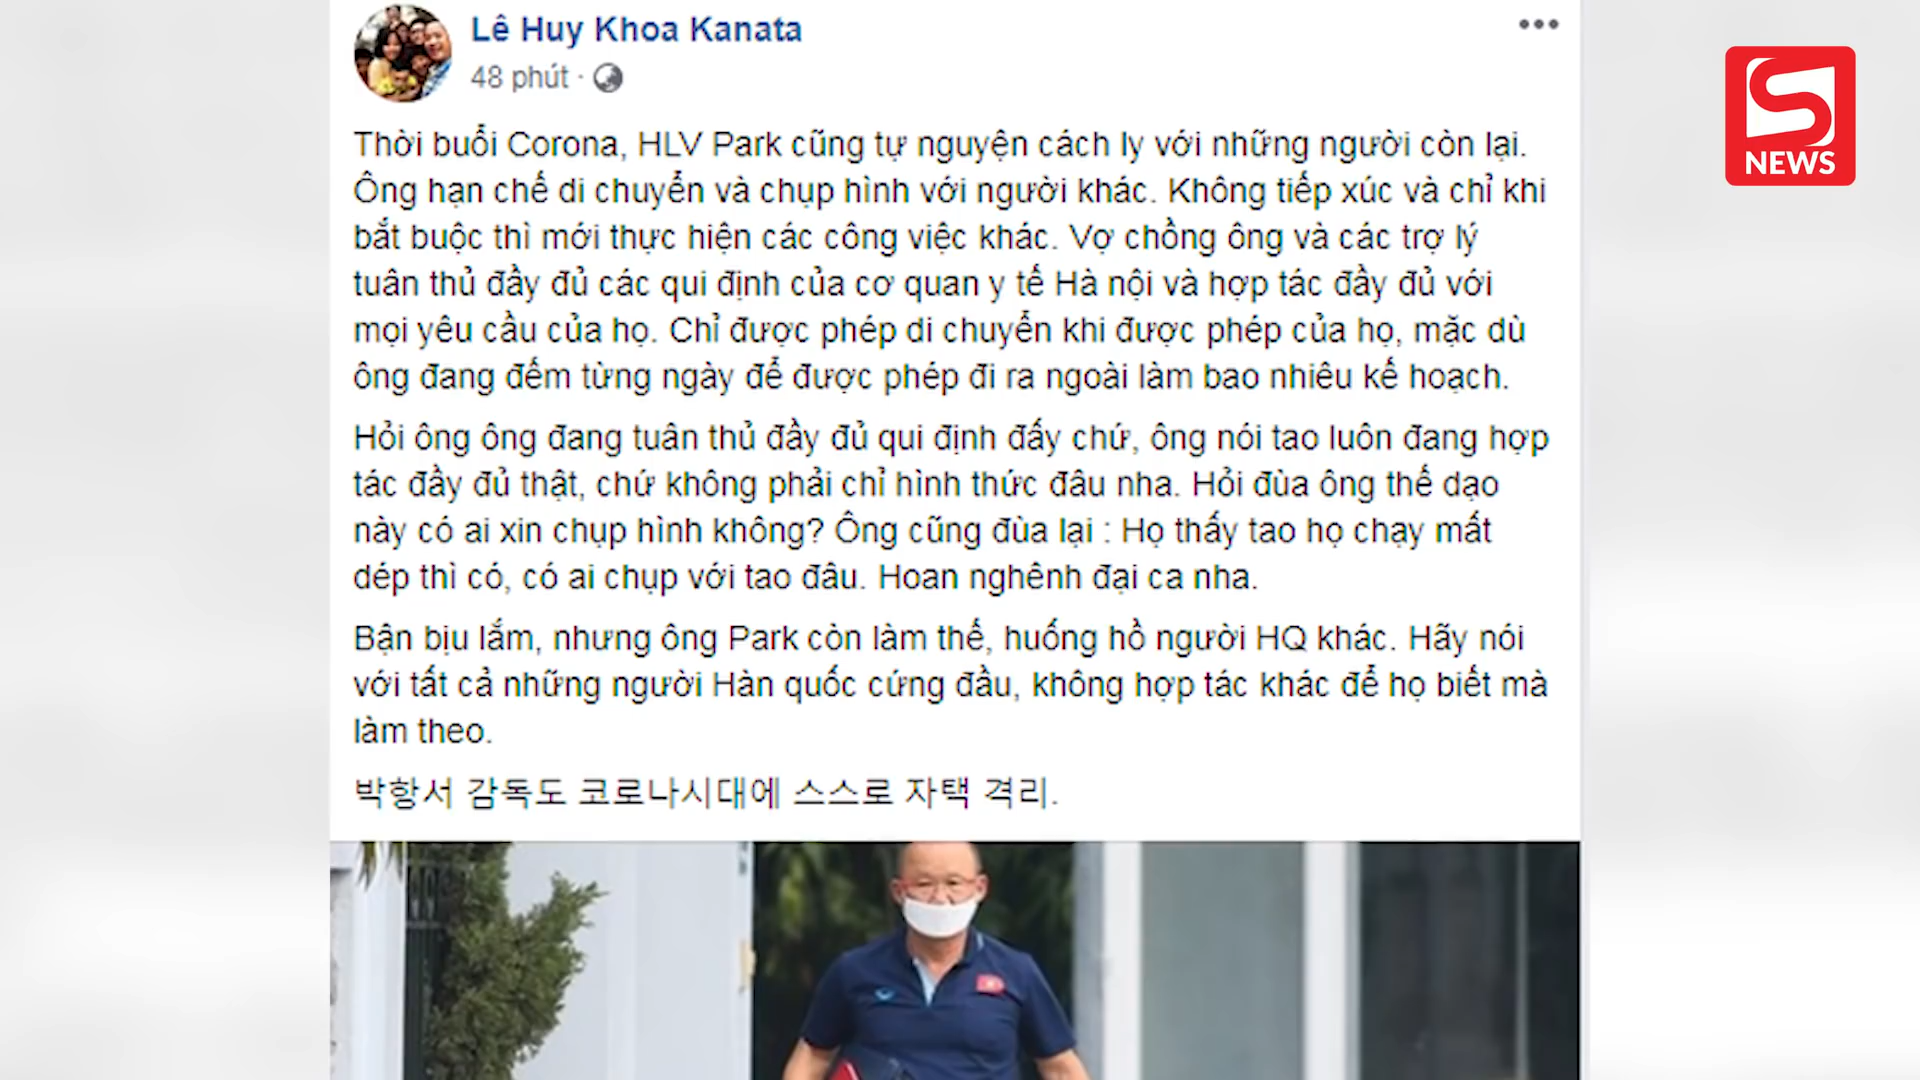 Lê Huy Khoa Kanata
48 phút ·
Thời buổi Corona, HLV Park cũng tự nguyện cách ly với những người còn lại.
Ông hạn chế di chuyển và chụp hình với người khác. Không tiếp xúc và chỉ khi
bắt buộc thì mới thực hiện các công việc khác. Vợ chồng ông và các trợ lý
tuân thủ đầy đủ các qui định của cơ quan y tế Hà nội và hợp tác đầy đủ với
mọi yêu cầu của họ. Chỉ được phép di chuyển khi được phép của họ, mặc dù
ông đang đếm từng ngày để được phép đi ra ngoài làm bao nhiêu kế hoạch.
Hỏi ông ông đang tuân thủ đầy đủ qui định đấy chứ, ông nói tao luôn đang hợp
tác đầy đủ thật, chứ không phải chỉ hình thức đâu nha. Hỏi đùa ông thế dạo
này có ai xin chụp hình không? Ông cũng đùa lại : Họ thấy tao họ chạy mất
dép thì có, có ai chụp với tao đâu. Hoan nghênh đại ca nha.
Bận bịu lắm, nhưng ông Park còn làm thế, huống hồ người HQ khác. Hãy nói
với tất cả những người Hàn quốc cứng đầu, không hợp tác khác để họ biết mà
làm theo.
박항서 감독도 코로나시대에 스스로 자택 격리.
S
NEWS